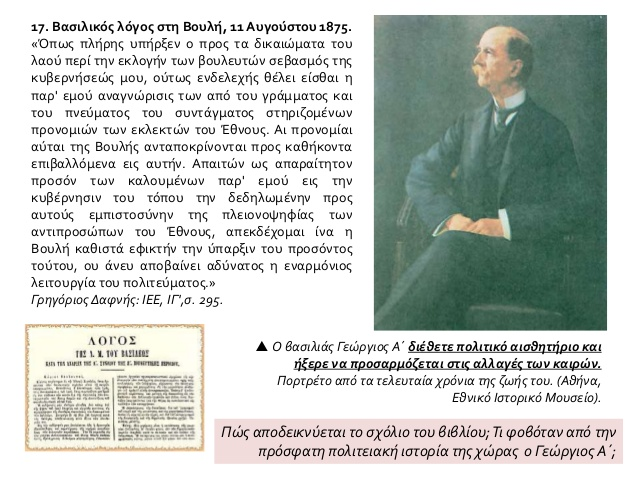 17. Βασιλικός λόγος στη Βουλή, 11 Αυγούστου 1875.
«Όπως πλήρης υπήρξεν ο προς τα δικαιώματα του
λαού περί την εκλογήν των βουλευτών σεβασμός της
κυβερνήσεώς μου, ούτως ενδελεχής θέλει είσθαι η
παρ' εμού αναγνώρισις των από του γράμματος και
του πνεύματος του συντάγματος στηριζομένων
προνομιών των εκλεκτών του Έθνους. Αι προνομίαι
αύται της Βουλής ανταποκρίνονται προς καθήκοντα
επιβαλλόμενα εις αυτήν. Απαιτών ως απαραίτητον
προσόν των καλουμένων παρ' εμού εις την
κυβέρνησιν του τόπου την δεδηλωμένην προς
αυτούς εμπιστοσύνην της πλειονοψηφίας των
αντιπροσώπων του Έθνους, απεκδέχομαι ίνα η
Βουλή καθιστά εφικτήν την ύπαρξιν του προσόντος
τούτου, ου άνευ αποβαίνει αδύνατος η εναρμόνιος
λειτουργία του πολιτεύματος.»
Γρηγόριος Δαφνής: ΙΕΕ, ΙΓ',σ. 295.
ΛΟΓΟΣ
ΤΗΣ Α. Μ. ΤΟΥ ΒΑΣΙΛΕΩΣ
▲ Ο βασιλιάς Γεώργιος Α΄ διέθετε πολιτικό αισθητήριο και
ήξερε να προσαρμόζεται στις αλλαγές των καιρών.
Πορτρέτο από τα τελευταία χρόνια της ζωής του. (Αθήνα,
Εθνικό Ιστορικό Μουσείο).
Πώς αποδεικνύεται το σχόλιο του βιβλίου; Τι φοβόταν από την
πρόσφατη πολιτειακή ιστορία της χώρας ο Γεώργιος Α΄;